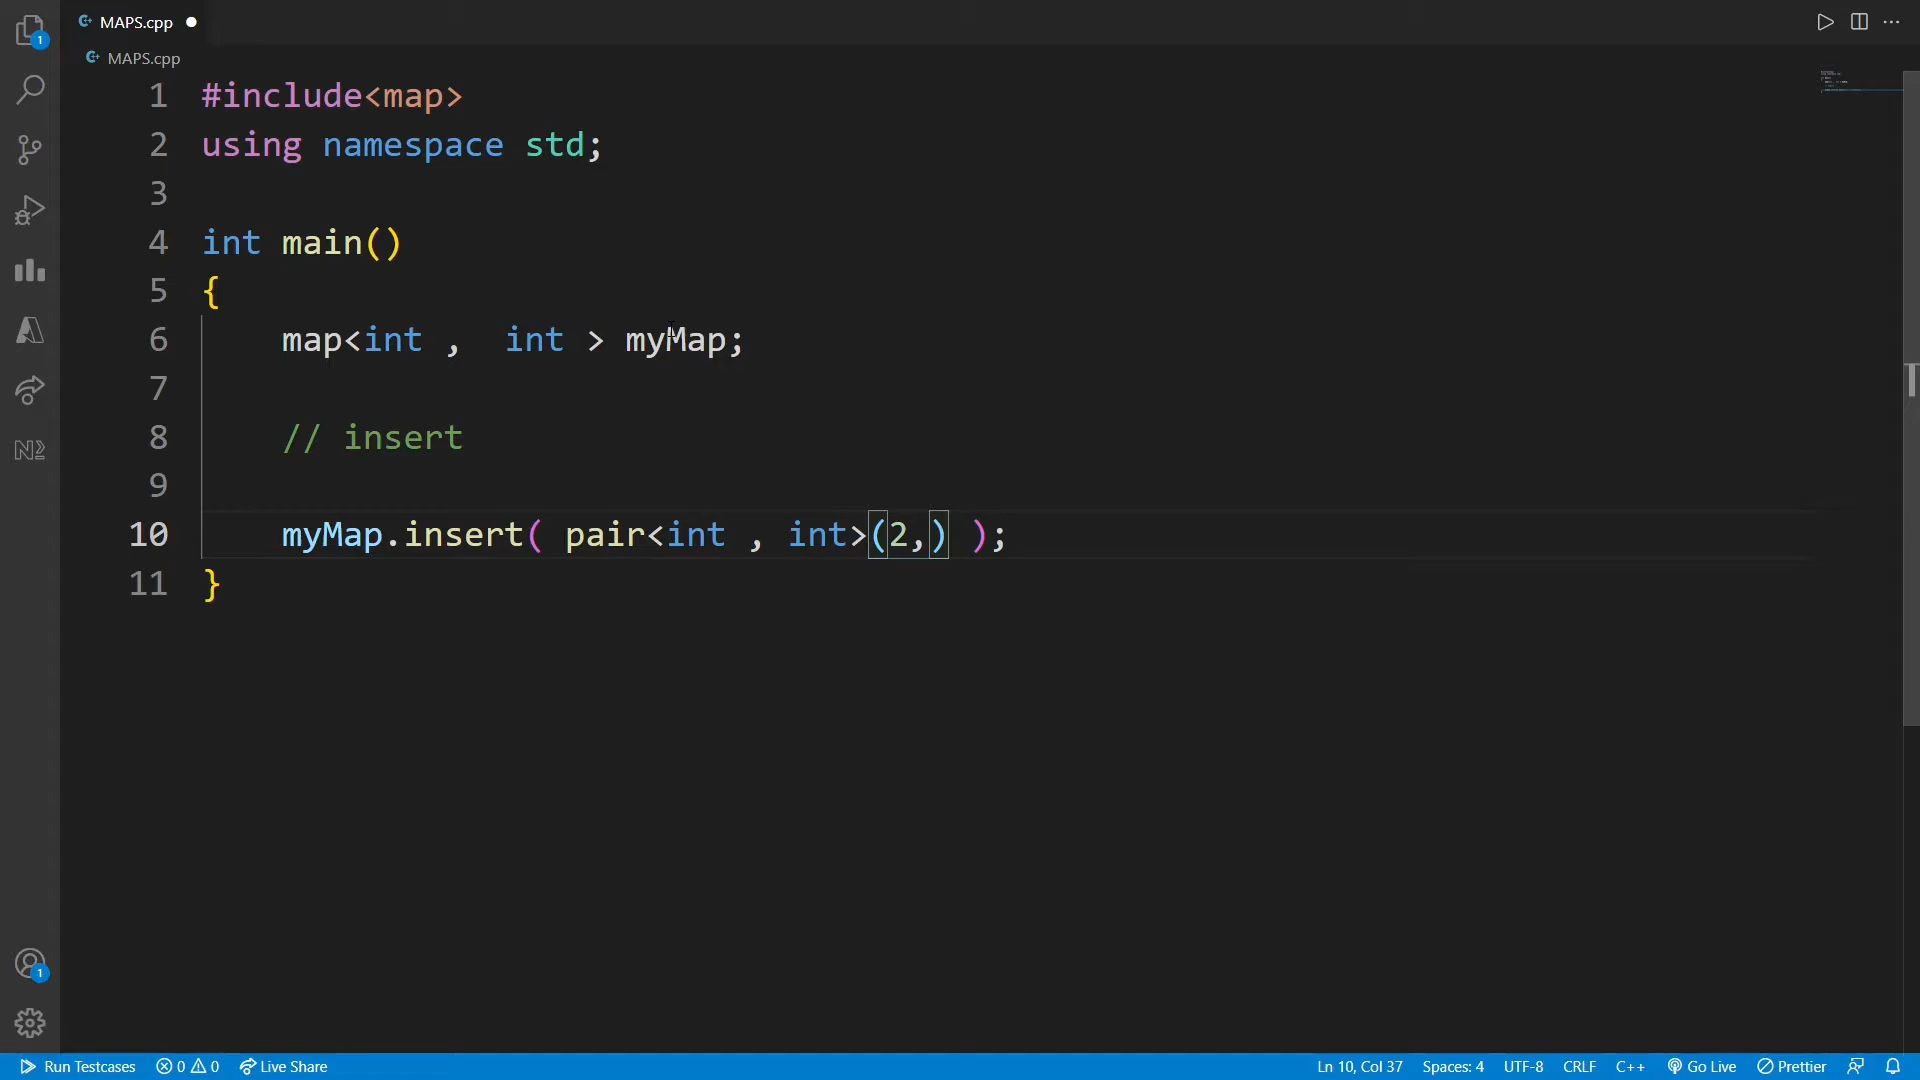 MAPS.cpp
MAPS.cpp
1 #include<map>
2 using namespace std;
3
4 int main()
5 {
6     map<int ,  int > myMap;
7
8     // insert
9
10     myMap.insert( pair<int , int>(2,) );
11 }
1
1
Run Testcases 0 0 Live Share Ln 10, Col 37 Spaces: 4 UTF-8 CRLF C++ Go Live Prettier